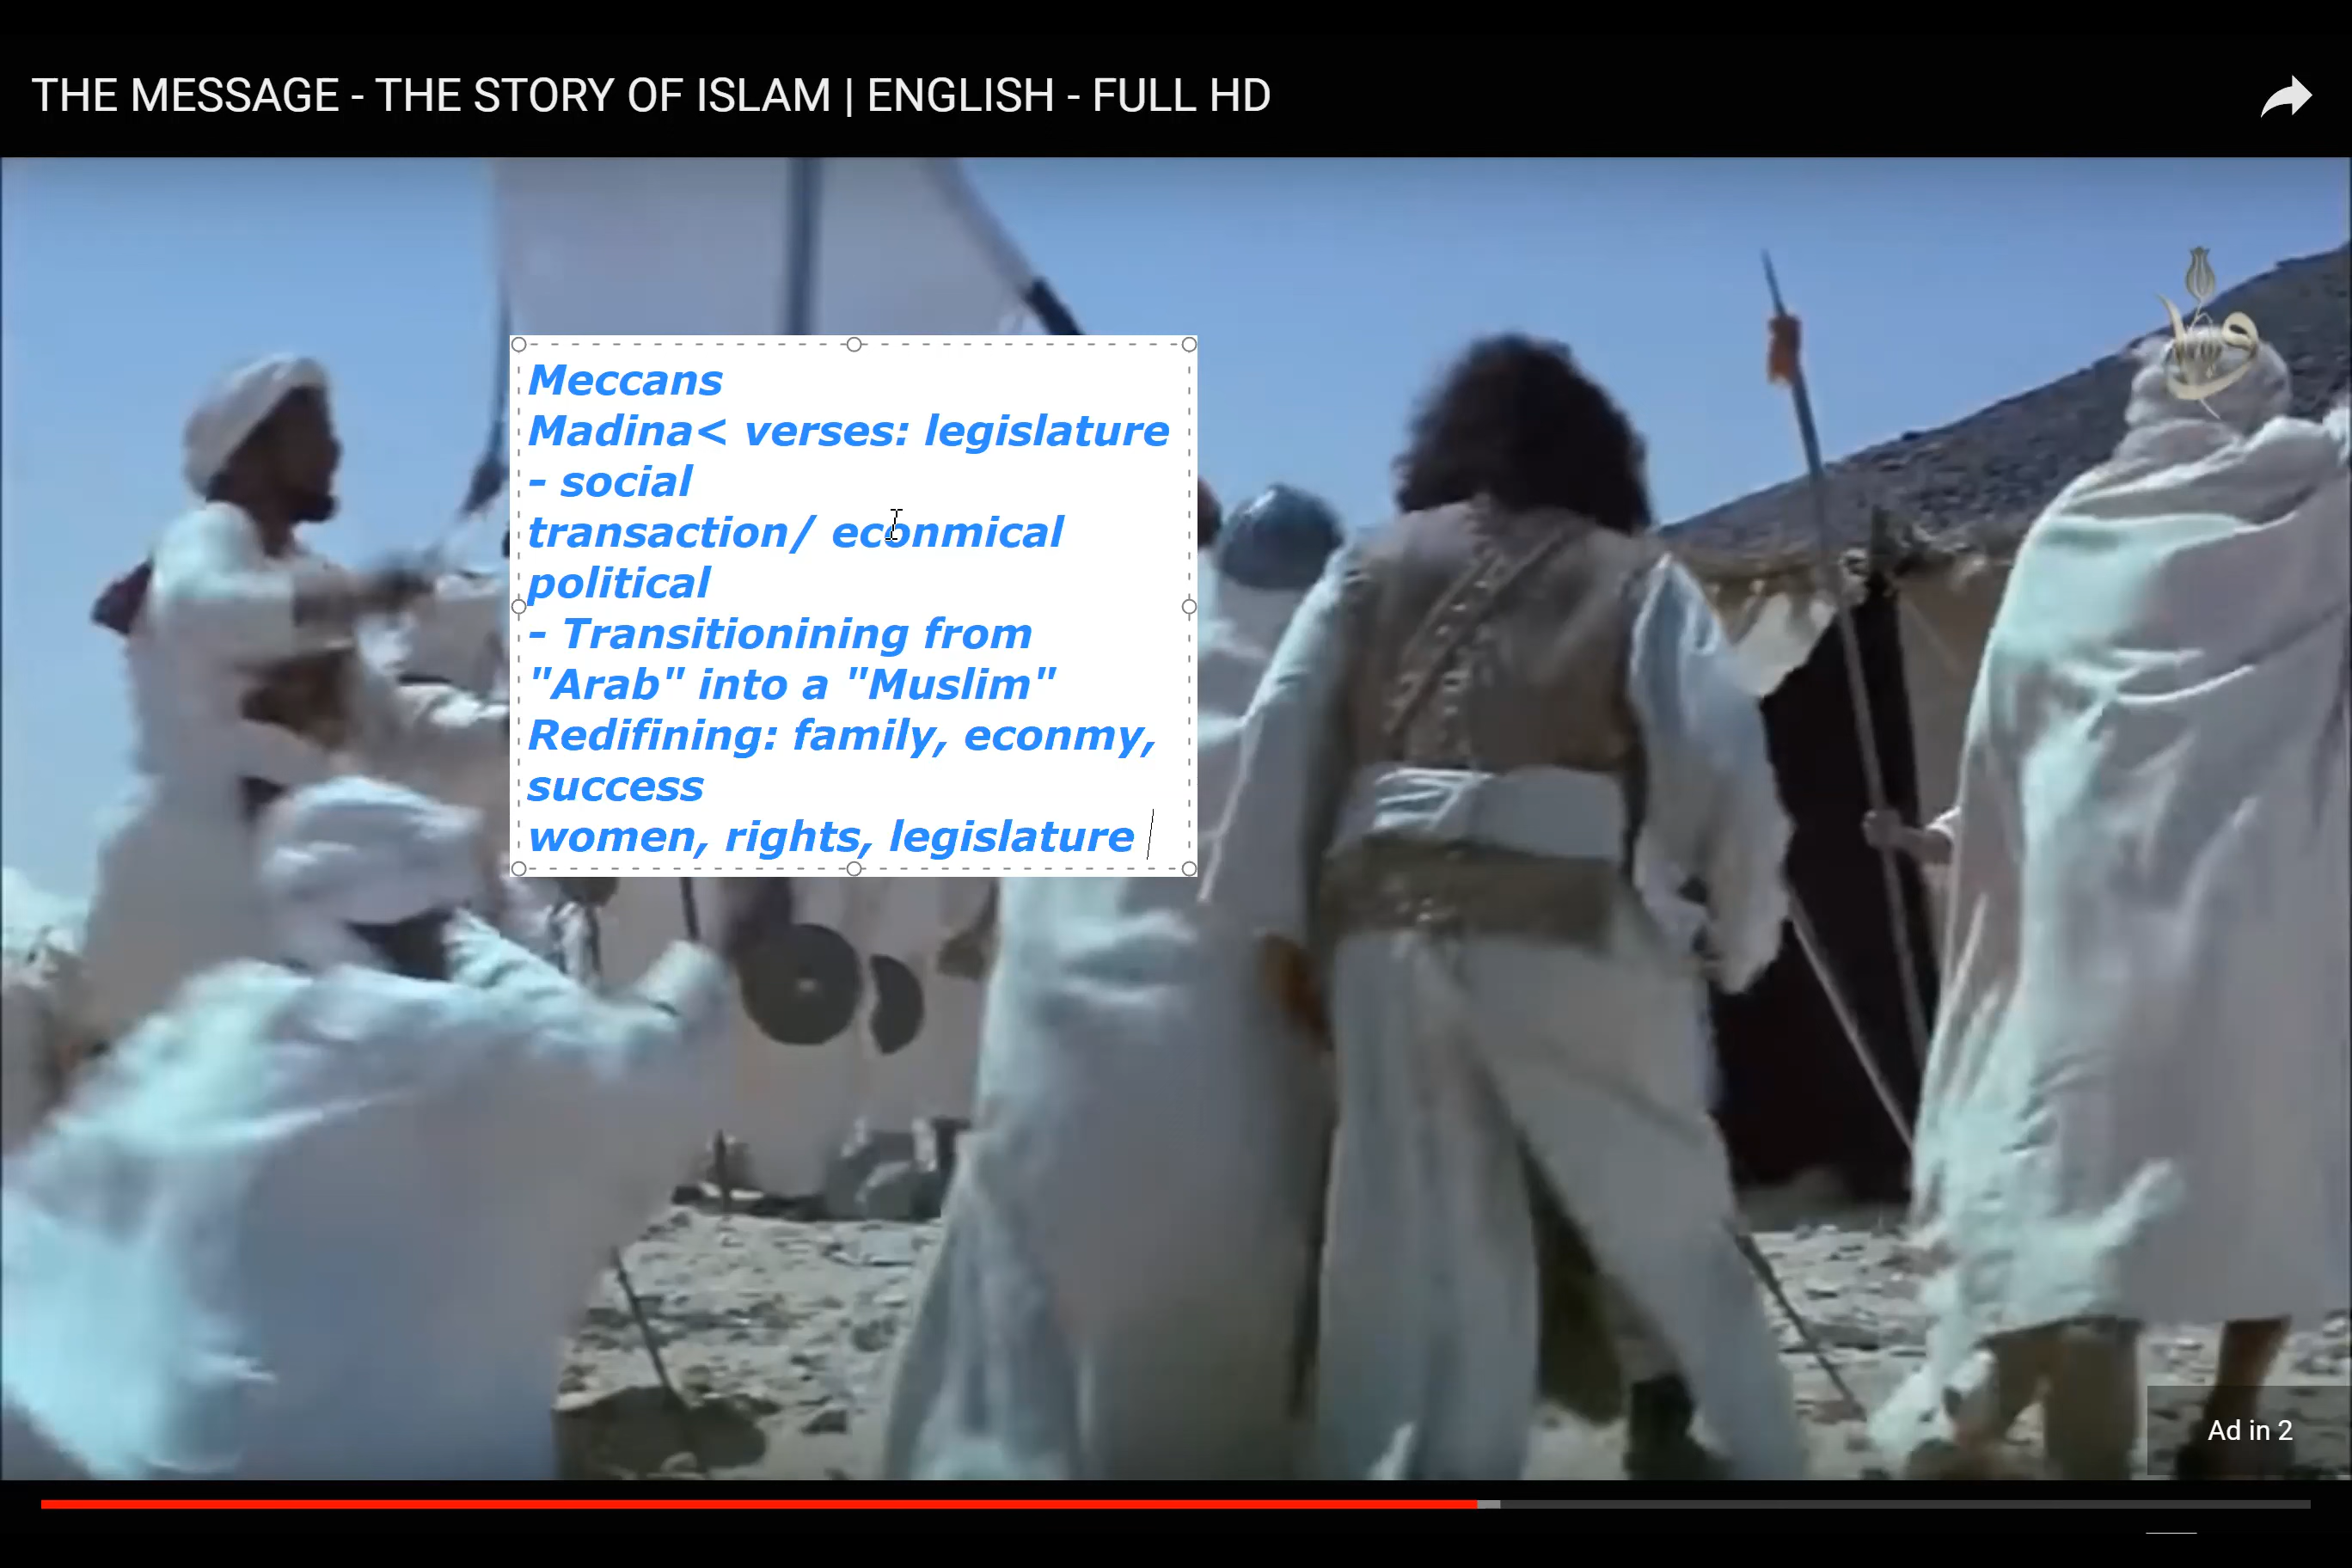 THE MESSAGE - THE STORY OF ISLAM | ENGLISH - FULL HD
Meccans
Madina< verses: legislature
- social
transaction/ econmical
political
- Transitionining from
"Arab" into a "Muslim"
Redifining: family, econmy,
success
women, rights, legislature
Ad in 2